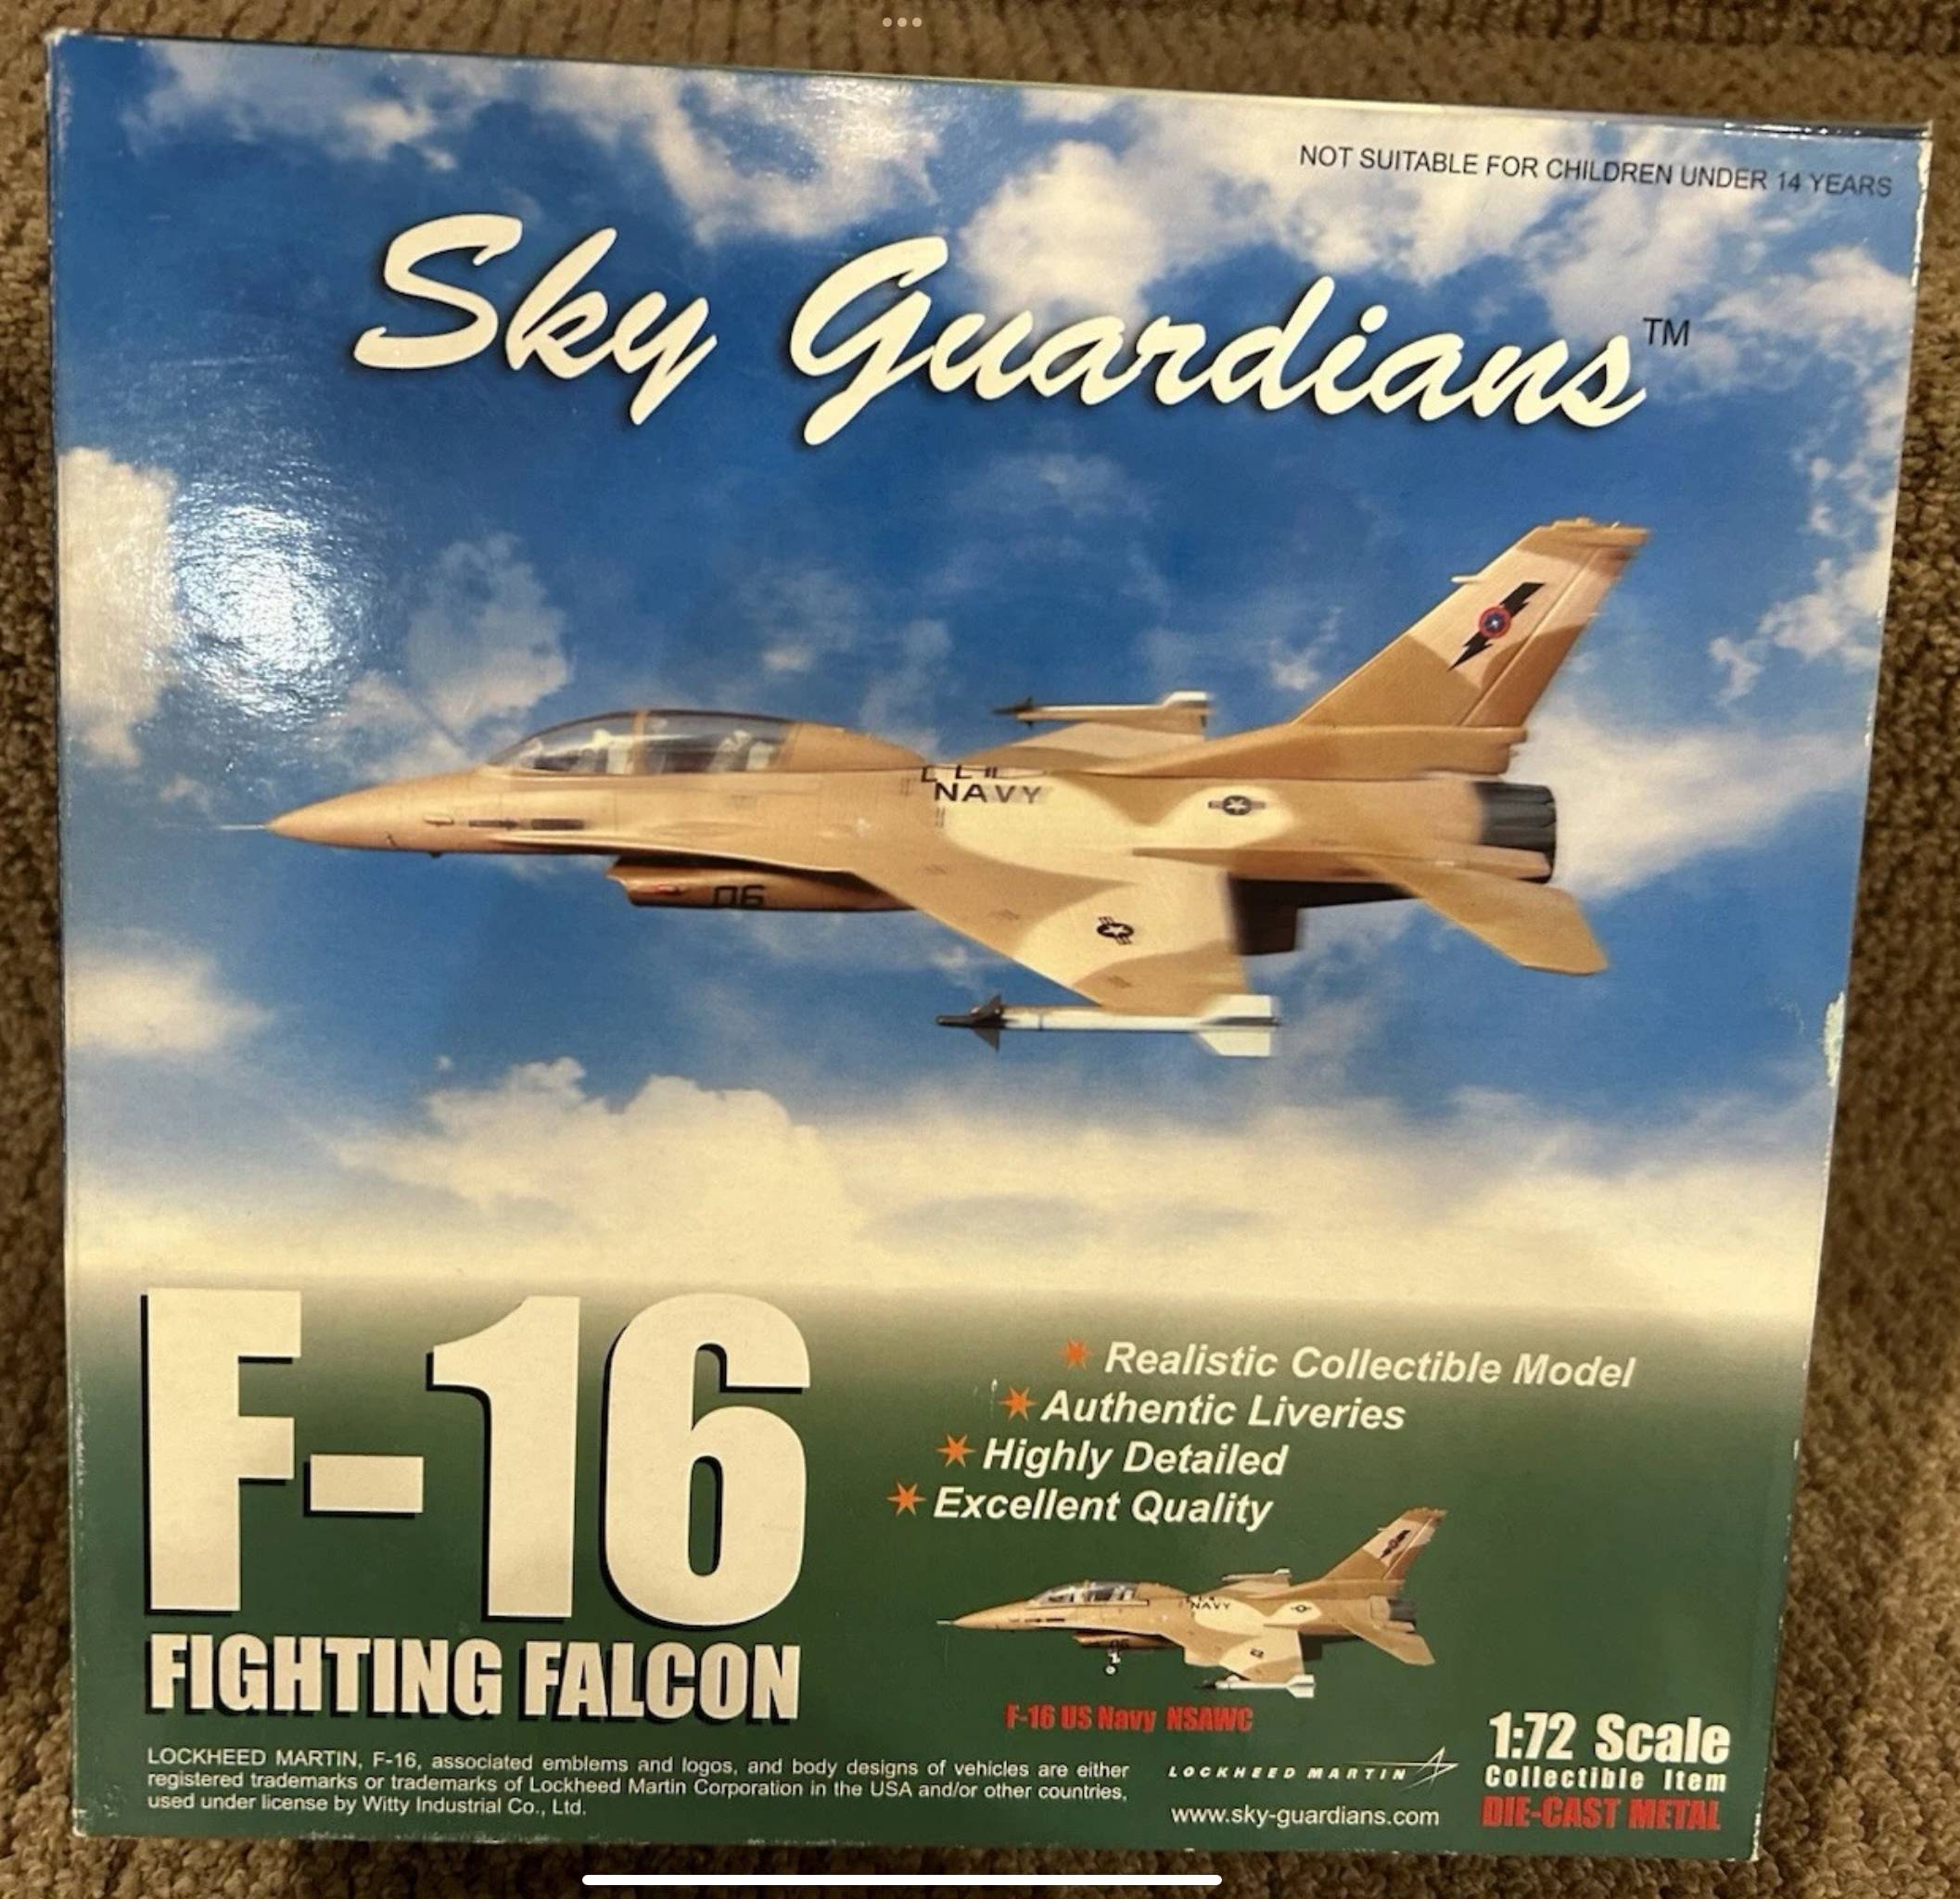 NOT SUITABLE FOR CHILDREN UNDER 14 YEARS
Sky Guardians™
NAVY
06
F-16
FIGHTING FALCON
Realistic Collectible Model
Authentic Liveries
Highly Detailed
Excellent Quality
NAVY
F-16 US Navy NSAWC
1:72 Scale
Collectible Item
DIE-CAST METAL
LOCKHEED MARTIN, F-16, associated emblems and logos, and body designs of vehicles are either
registered trademarks or trademarks of Lockheed Martin Corporation in the USA and/or other countries,
used under license by Witty Industrial Co., Ltd.
LOCKHEED MARTIN
www.sky-guardians.com